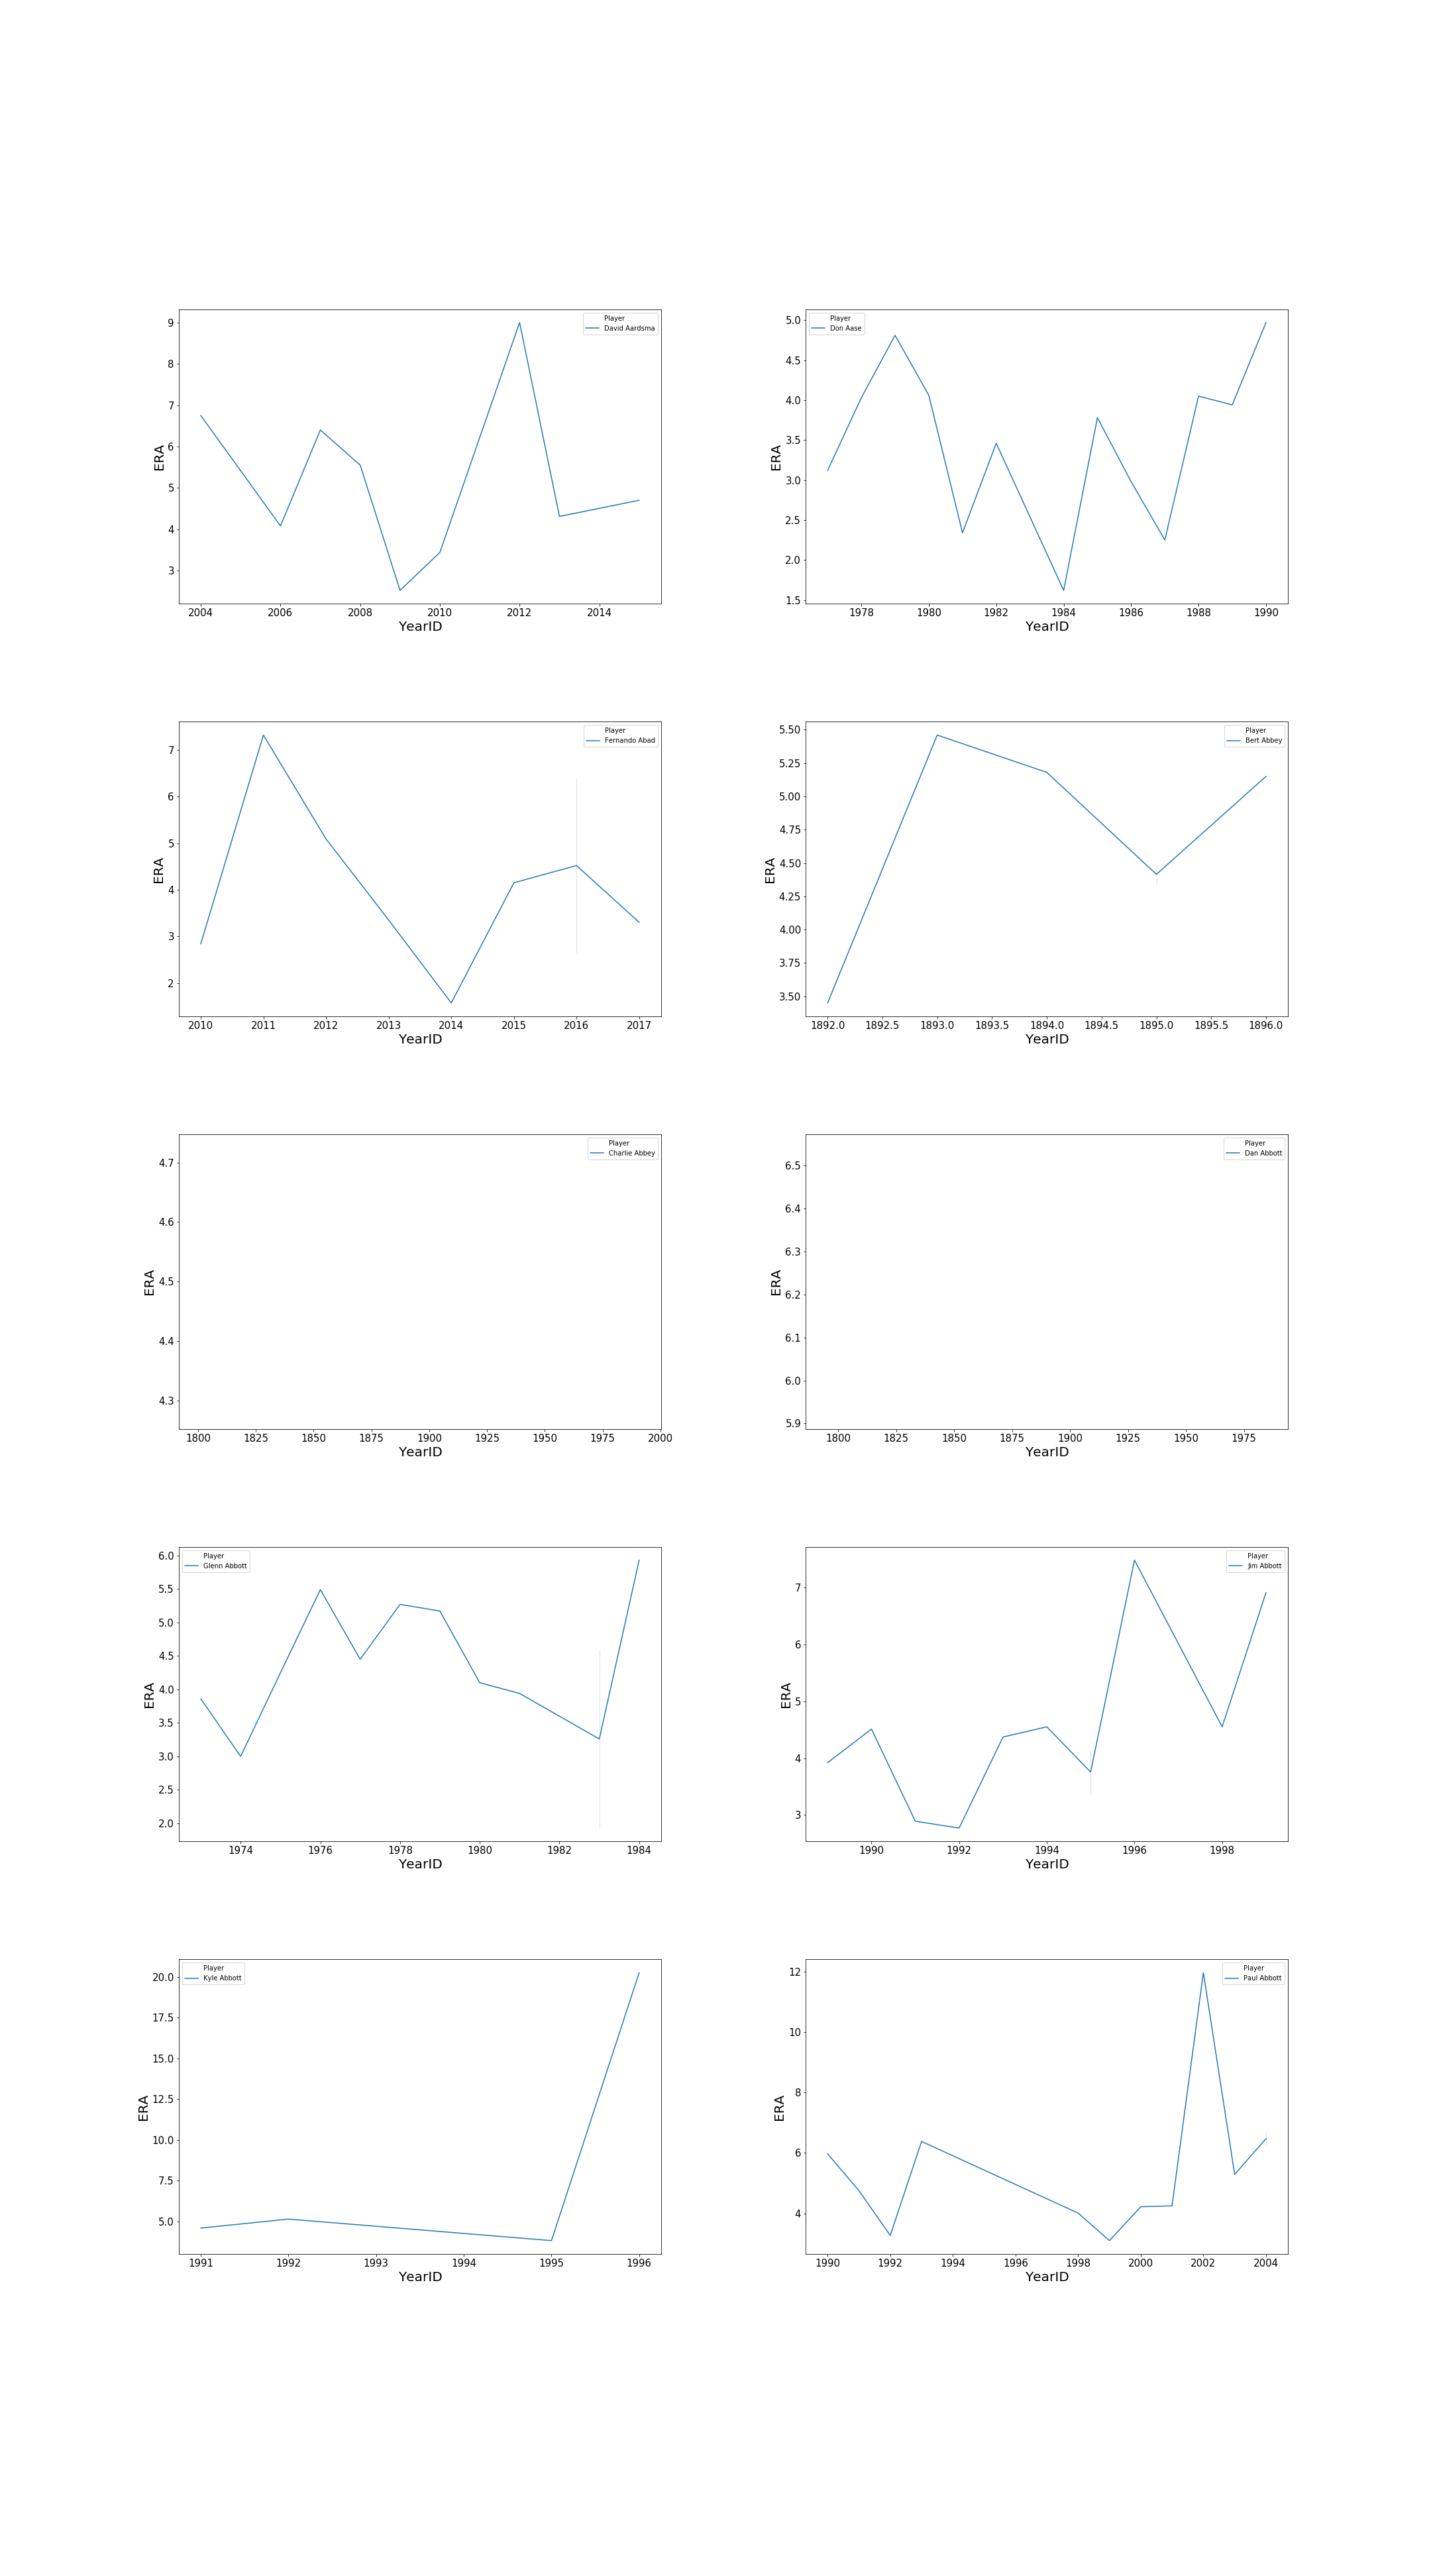 Player
David Aardsma
9
8
7
6
5
4
3
ERA
2004 2006 2008 2010 2012 2014
YearID
Player
Don Aase
5.0
4.5
4.0
3.5
3.0
2.5
2.0
1.5
ERA
1978 1980 1982 1984 1986 1988 1990
YearID
Player
Fernando Abad
7
6
5
4
3
2
ERA
2010 2011 2012 2013 2014 2015 2016 2017
YearID
Player
Bert Abbey
5.50
5.25
5.00
4.75
4.50
4.25
4.00
3.75
3.50
ERA
1892.0 1892.5 1893.0 1893.5 1894.0 1894.5 1895.0 1895.5 1896.0
YearID
Player
Charlie Abbey
4.7
4.6
4.5
4.4
4.3
ERA
1800 1825 1850 1875 1900 1925 1950 1975 2000
YearID
Player
Dan Abbott
6.5
6.4
6.3
6.2
6.1
6.0
5.9
ERA
1800 1825 1850 1875 1900 1925 1950 1975
YearID
Player
Glenn Abbott
6.0
5.5
5.0
4.5
4.0
3.5
3.0
2.5
2.0
ERA
1974 1976 1978 1980 1982 1984
YearID
Player
Jim Abbott
7
6
5
4
3
ERA
1990 1992 1994 1996 1998
YearID
Player
Kyle Abbott
20.0
17.5
15.0
12.5
10.0
7.5
5.0
ERA
1991 1992 1993 1994 1995 1996
YearID
Player
Paul Abbott
12
10
8
6
4
ERA
1990 1992 1994 1996 1998 2000 2002 2004
YearID